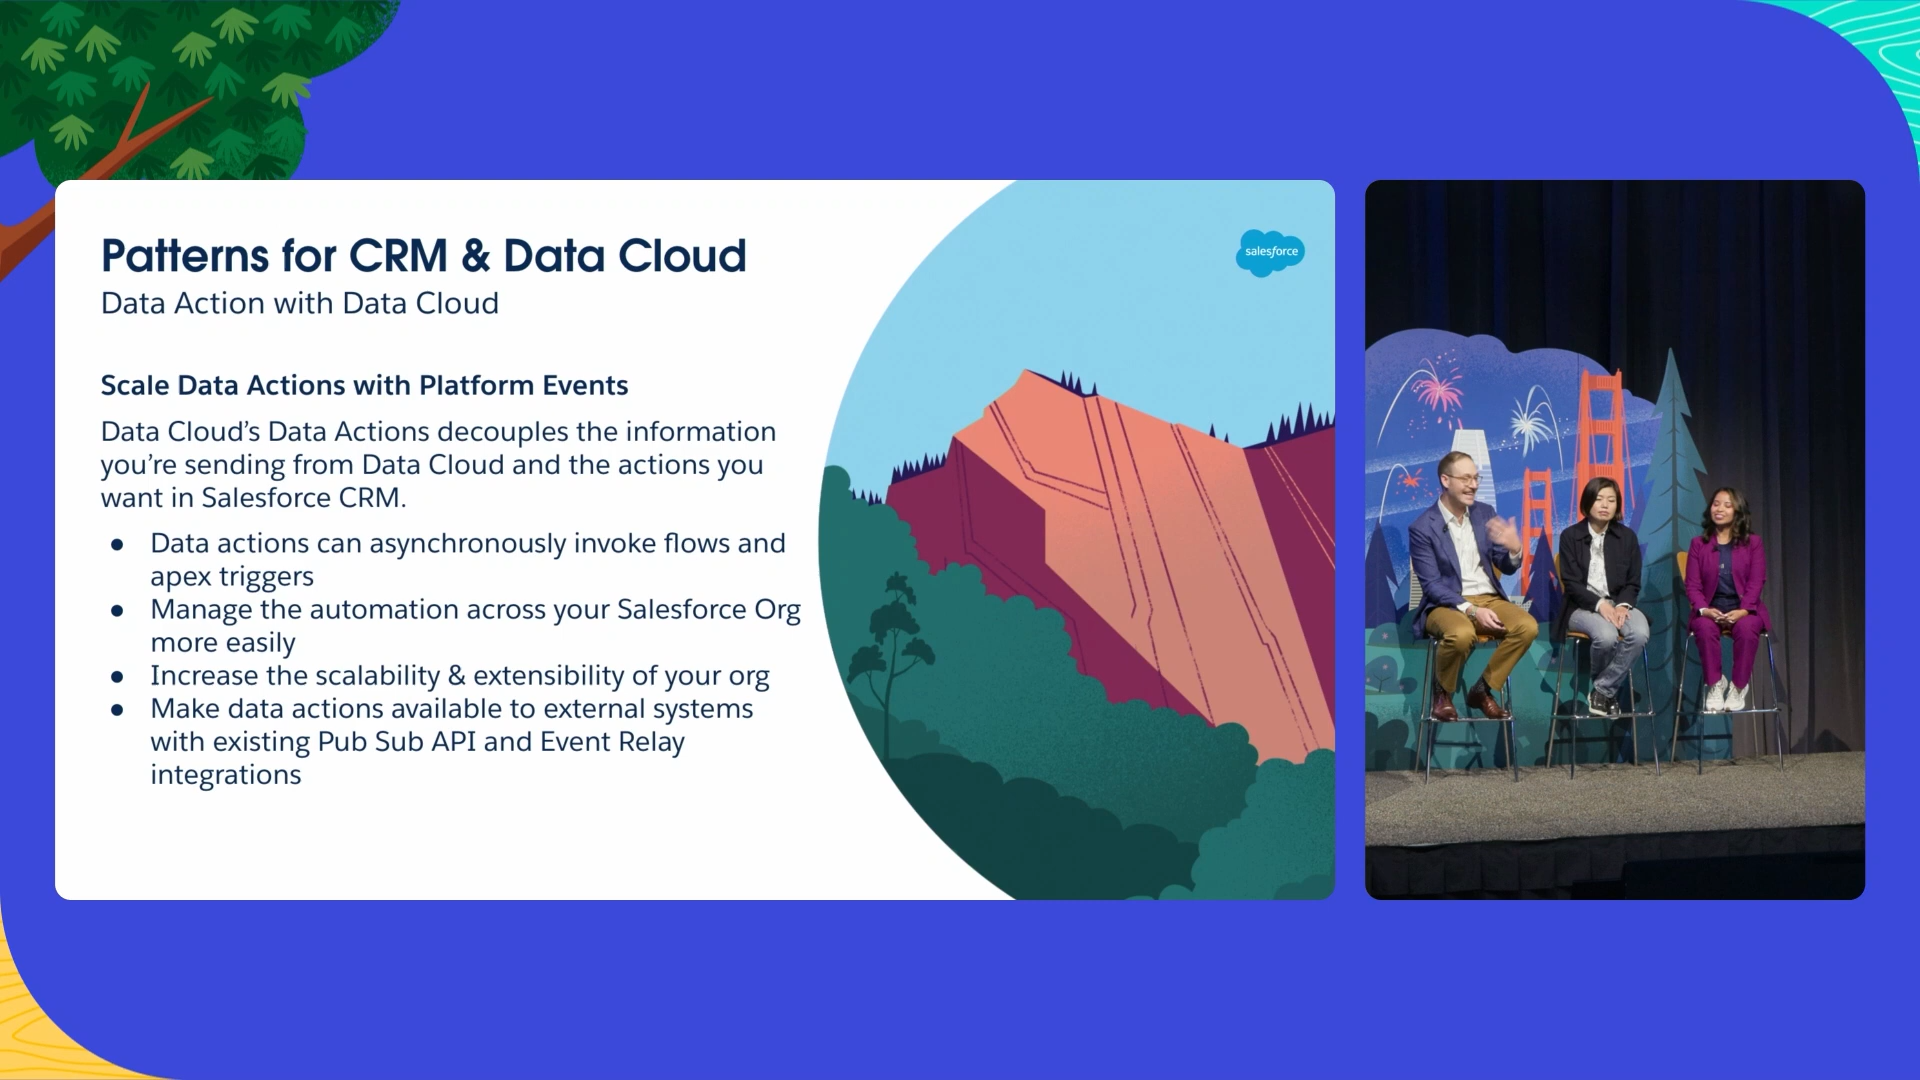 Patterns for CRM & Data Cloud
Data Action with Data Cloud
salesforce
Scale Data Actions with Platform Events
Data Cloud’s Data Actions decouples the information
you’re sending from Data Cloud and the actions you
want in Salesforce CRM.
● Data actions can asynchronously invoke flows and
apex triggers
● Manage the automation across your Salesforce Org
more easily
● Increase the scalability & extensibility of your org
● Make data actions available to external systems
with existing Pub Sub API and Event Relay
integrations